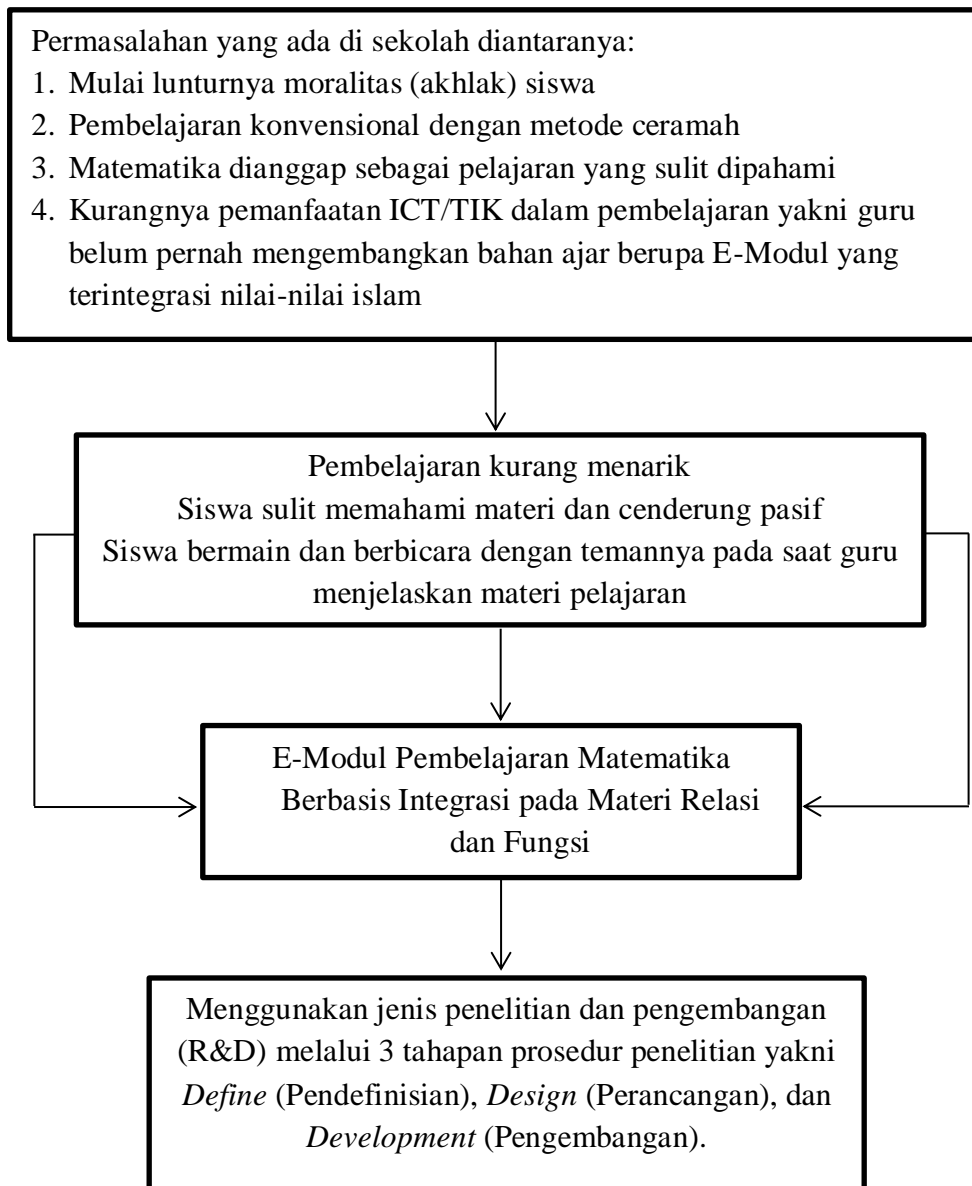 Permasalahan yang ada di sekolah diantaranya:
1. Mulai lunturnya moralitas (akhlak) siswa
2. Pembelajaran konvensional dengan metode ceramah
3. Matematika dianggap sebagai pelajaran yang sulit dipahami
4. Kurangnya pemanfaatan ICT/TIK dalam pembelajaran yakni guru
belum pernah mengembangkan bahan ajar berupa E-Modul yang
terintegrasi nilai-nilai islam
Pembelajaran kurang menarik
Siswa sulit memahami materi dan cenderung pasif
Siswa bermain dan berbicara dengan temannya pada saat guru
menjelaskan materi pelajaran
E-Modul Pembelajaran Matematika
Berbasis Integrasi pada Materi Relasi
dan Fungsi
Menggunakan jenis penelitian dan pengembangan
(R&D) melalui 3 tahapan prosedur penelitian yakni
Define (Pendefinisian), Design (Perancangan), dan
Development (Pengembangan).